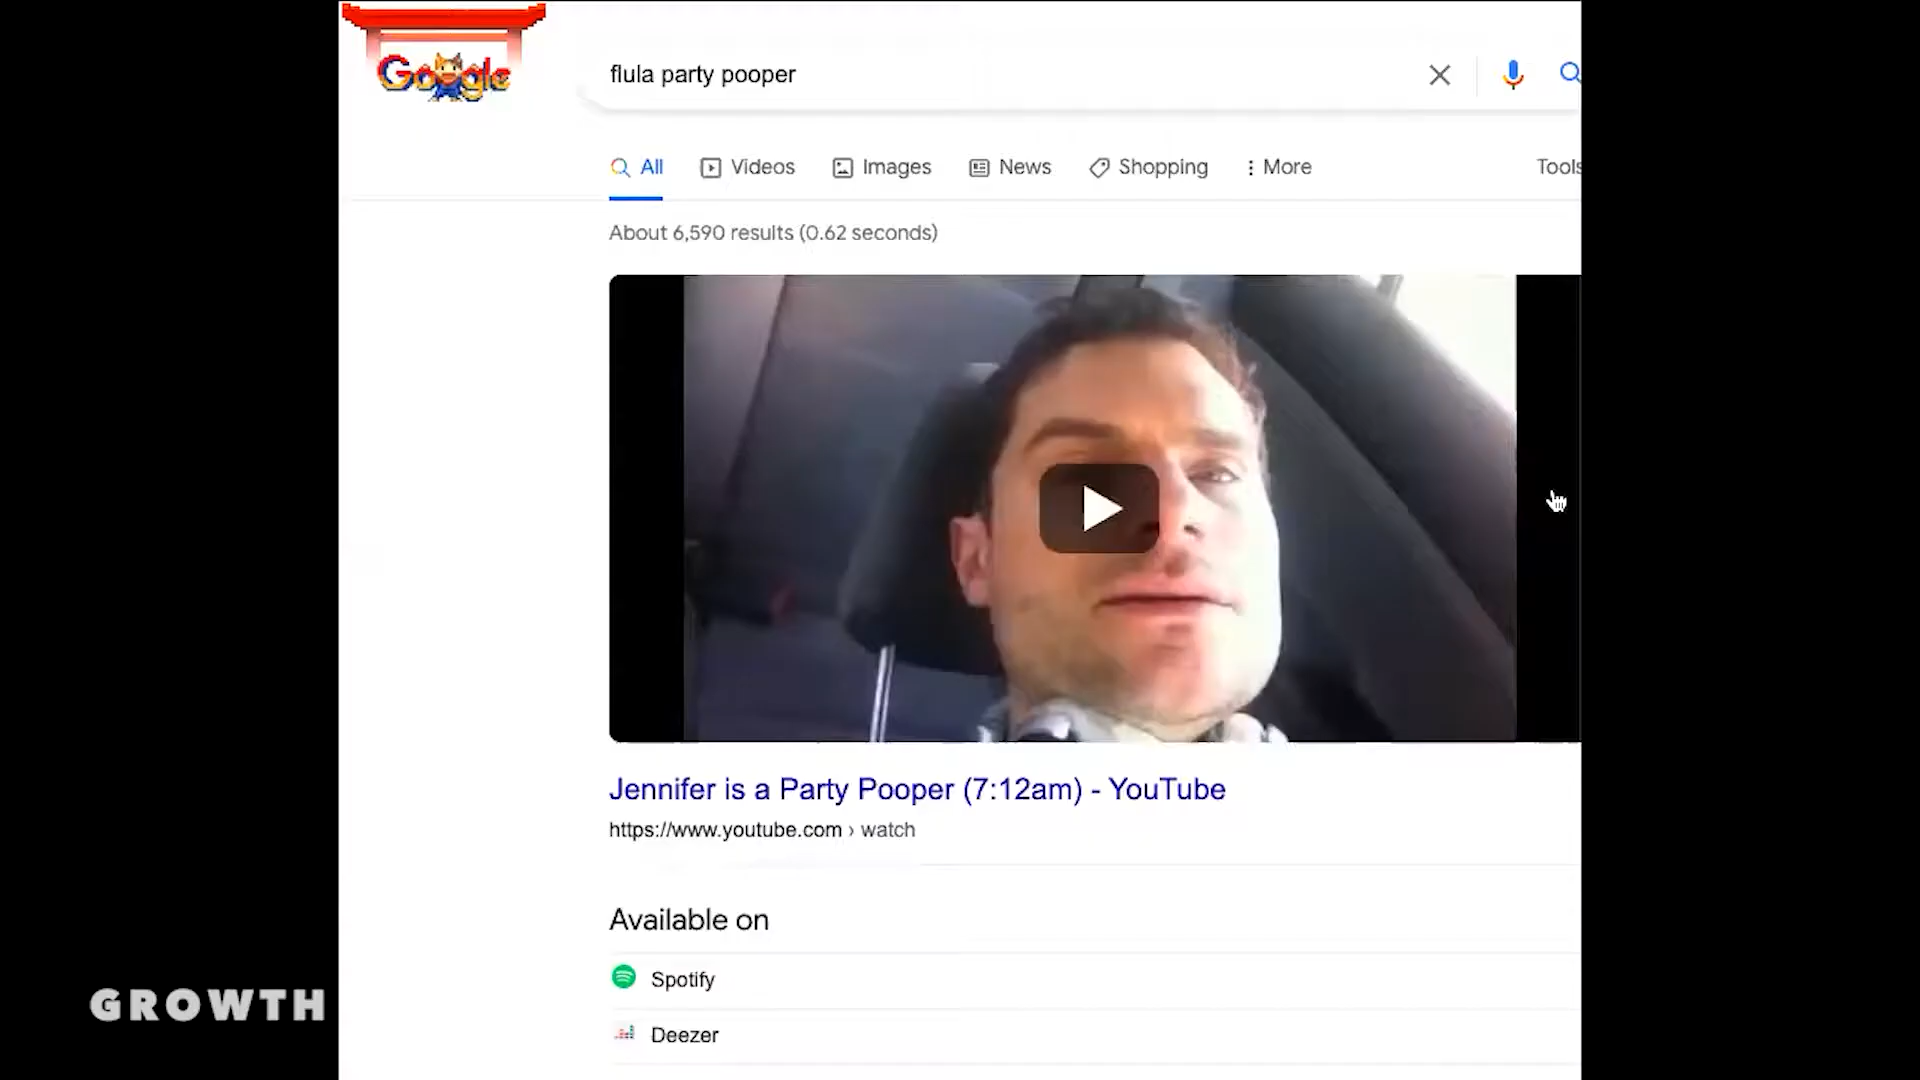 Google
flula party pooper
All Videos Images News Shopping More Tools
About 6,590 results (0.62 seconds)
Jennifer is a Party Pooper (7:12am) - YouTube
https://www.youtube.com › watch
Available on
Spotify
GROWTH
Deezer